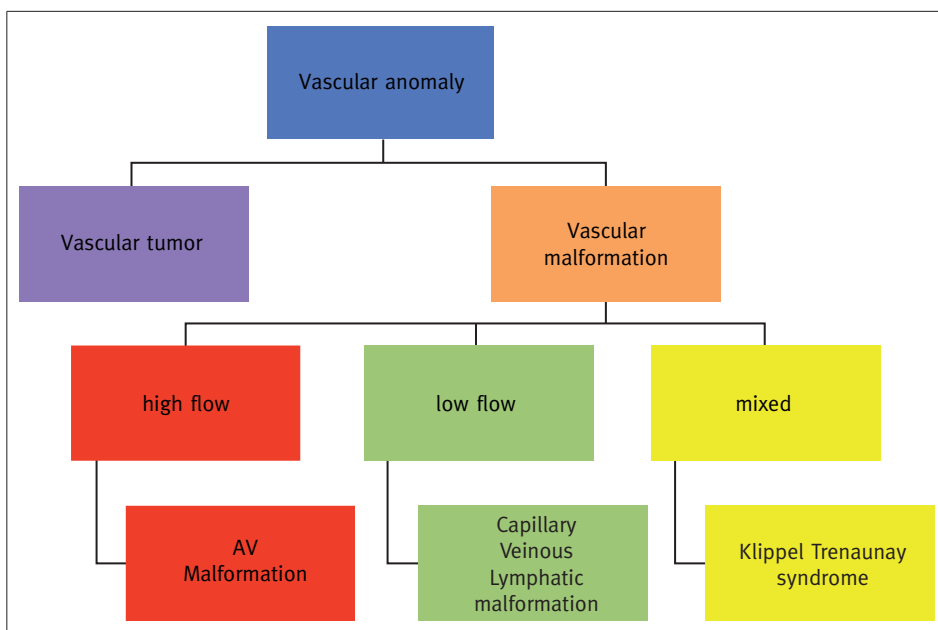 Vascular anomaly
Vascular tumor
Vascular
malformation
high flow
low flow
mixed
AV
Malformation
Capillary
Veinous
Lymphatic
malformation
Klippel Trenaunay
syndrome